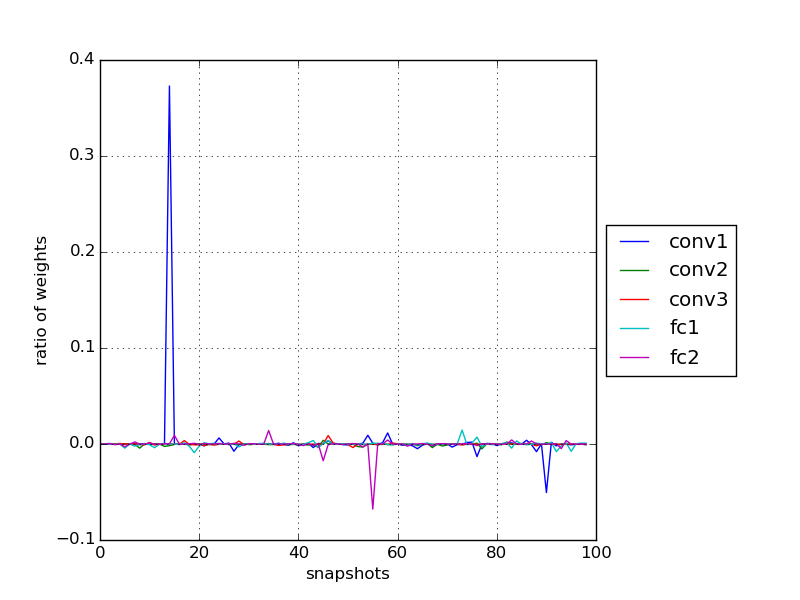 0.4
0.3
0.2
0.1
0.0
−0.1
ratio of weights
0 20 40 60 80 100
snapshots
conv1
conv2
conv3
fc1
fc2